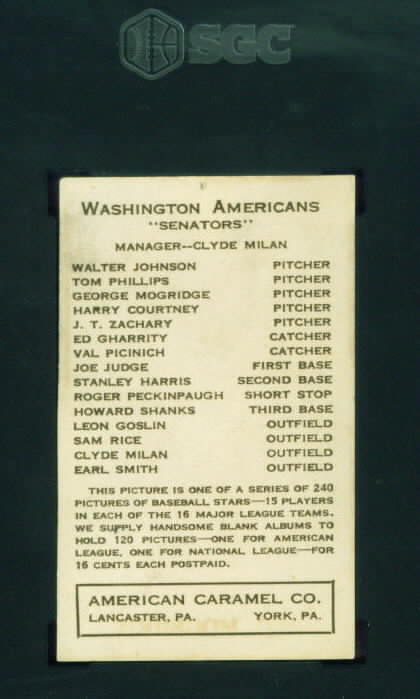 SGC
WASHINGTON AMERICANS
"SENATORS"
MANAGER--CLYDE MILAN
WALTER JOHNSON PITCHER
TOM PHILLIPS PITCHER
GEORGE MOGRIDGE PITCHER
HARRY COURTNEY PITCHER
J. T. ZACHARY PITCHER
ED GHARRITY CATCHER
VAL PICINICH CATCHER
JOE JUDGE FIRST BASE
STANLEY HARRIS SECOND BASE
ROGER PECKINPAUGH SHORT STOP
HOWARD SHANKS THIRD BASE
LEON GOSLIN OUTFIELD
SAM RICE OUTFIELD
CLYDE MILAN OUTFIELD
EARL SMITH OUTFIELD
THIS PICTURE IS ONE OF A SERIES OF 240
PICTURES OF BASEBALL STARS—15 PLAYERS
IN EACH OF THE 16 MAJOR LEAGUE TEAMS.
WE SUPPLY HANDSOME BLANK ALBUMS TO
HOLD 120 PICTURES—ONE FOR AMERICAN
LEAGUE, ONE FOR NATIONAL LEAGUE—FOR
16 CENTS EACH POSTPAID.
AMERICAN CARAMEL CO.
LANCASTER, PA. YORK, PA.